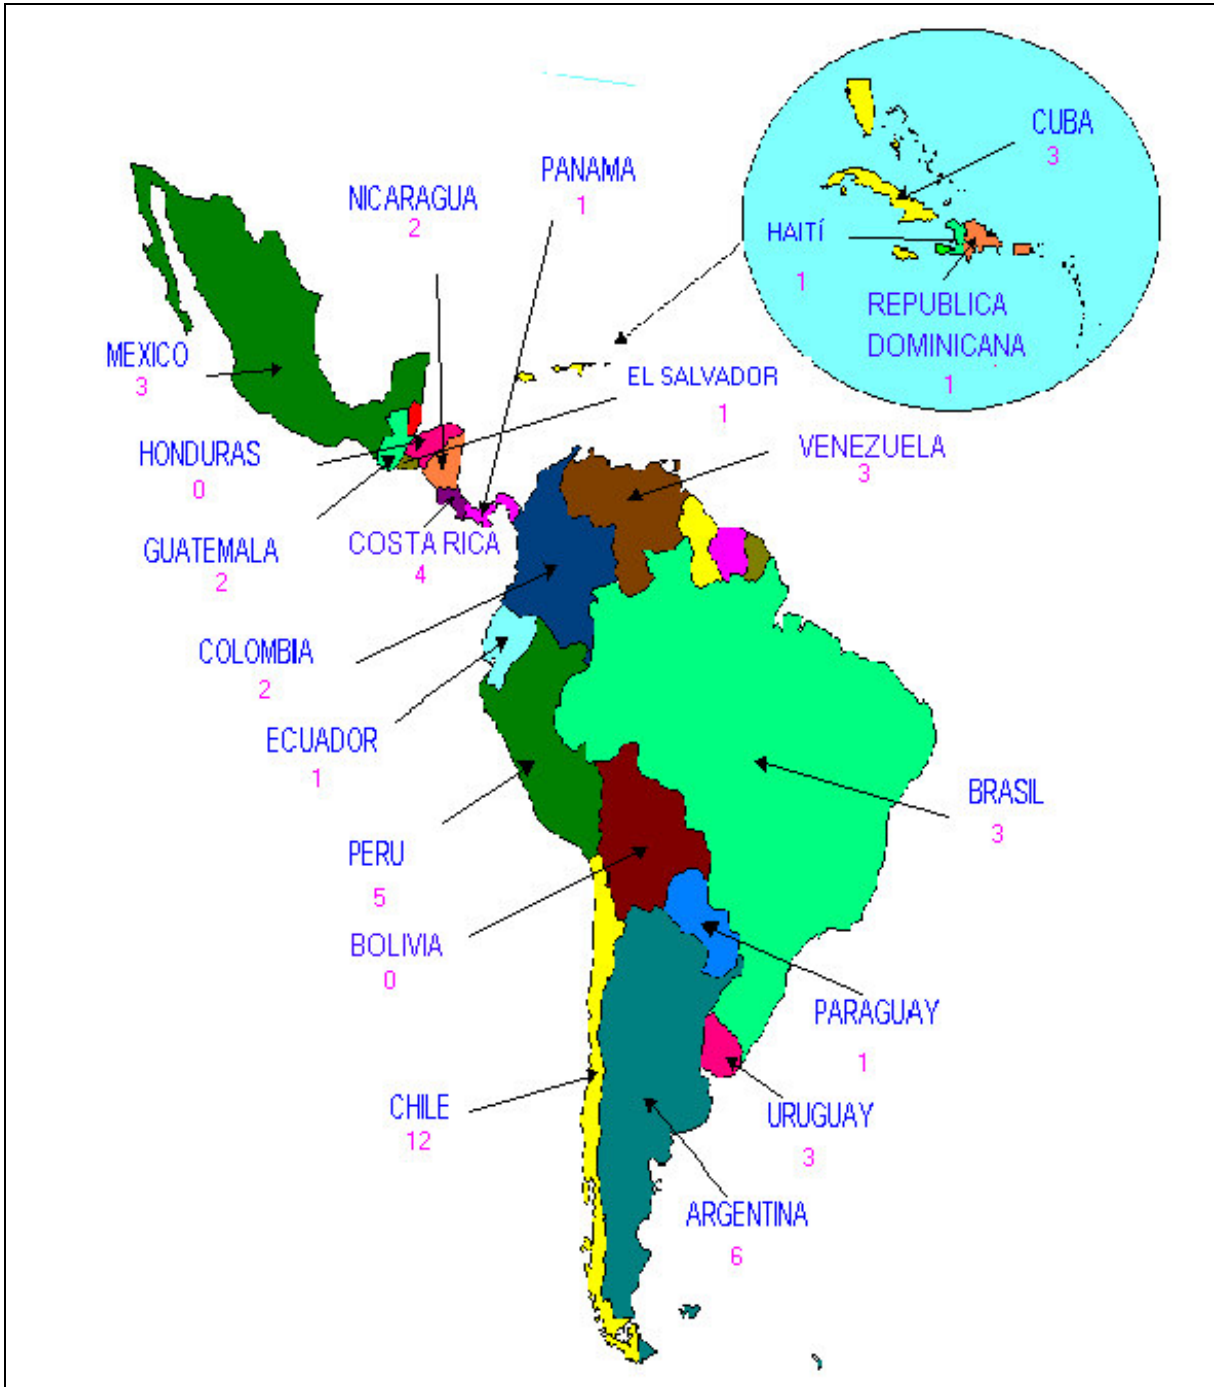 CUBA
3
PANAMA
1
NICARAGUA
2
HAITÍ
1
REPUBLICA
DOMINICANA
1
MEXICO
3
EL SALVADOR
1
HONDURAS
0
VENEZUELA
3
GUATEMALA
2
COSTA RICA
4
COLOMBIA
2
ECUADOR
1
BRASIL
3
PERU
5
BOLIVIA
0
PARAGUAY
1
CHILE
12
URUGUAY
3
ARGENTINA
6